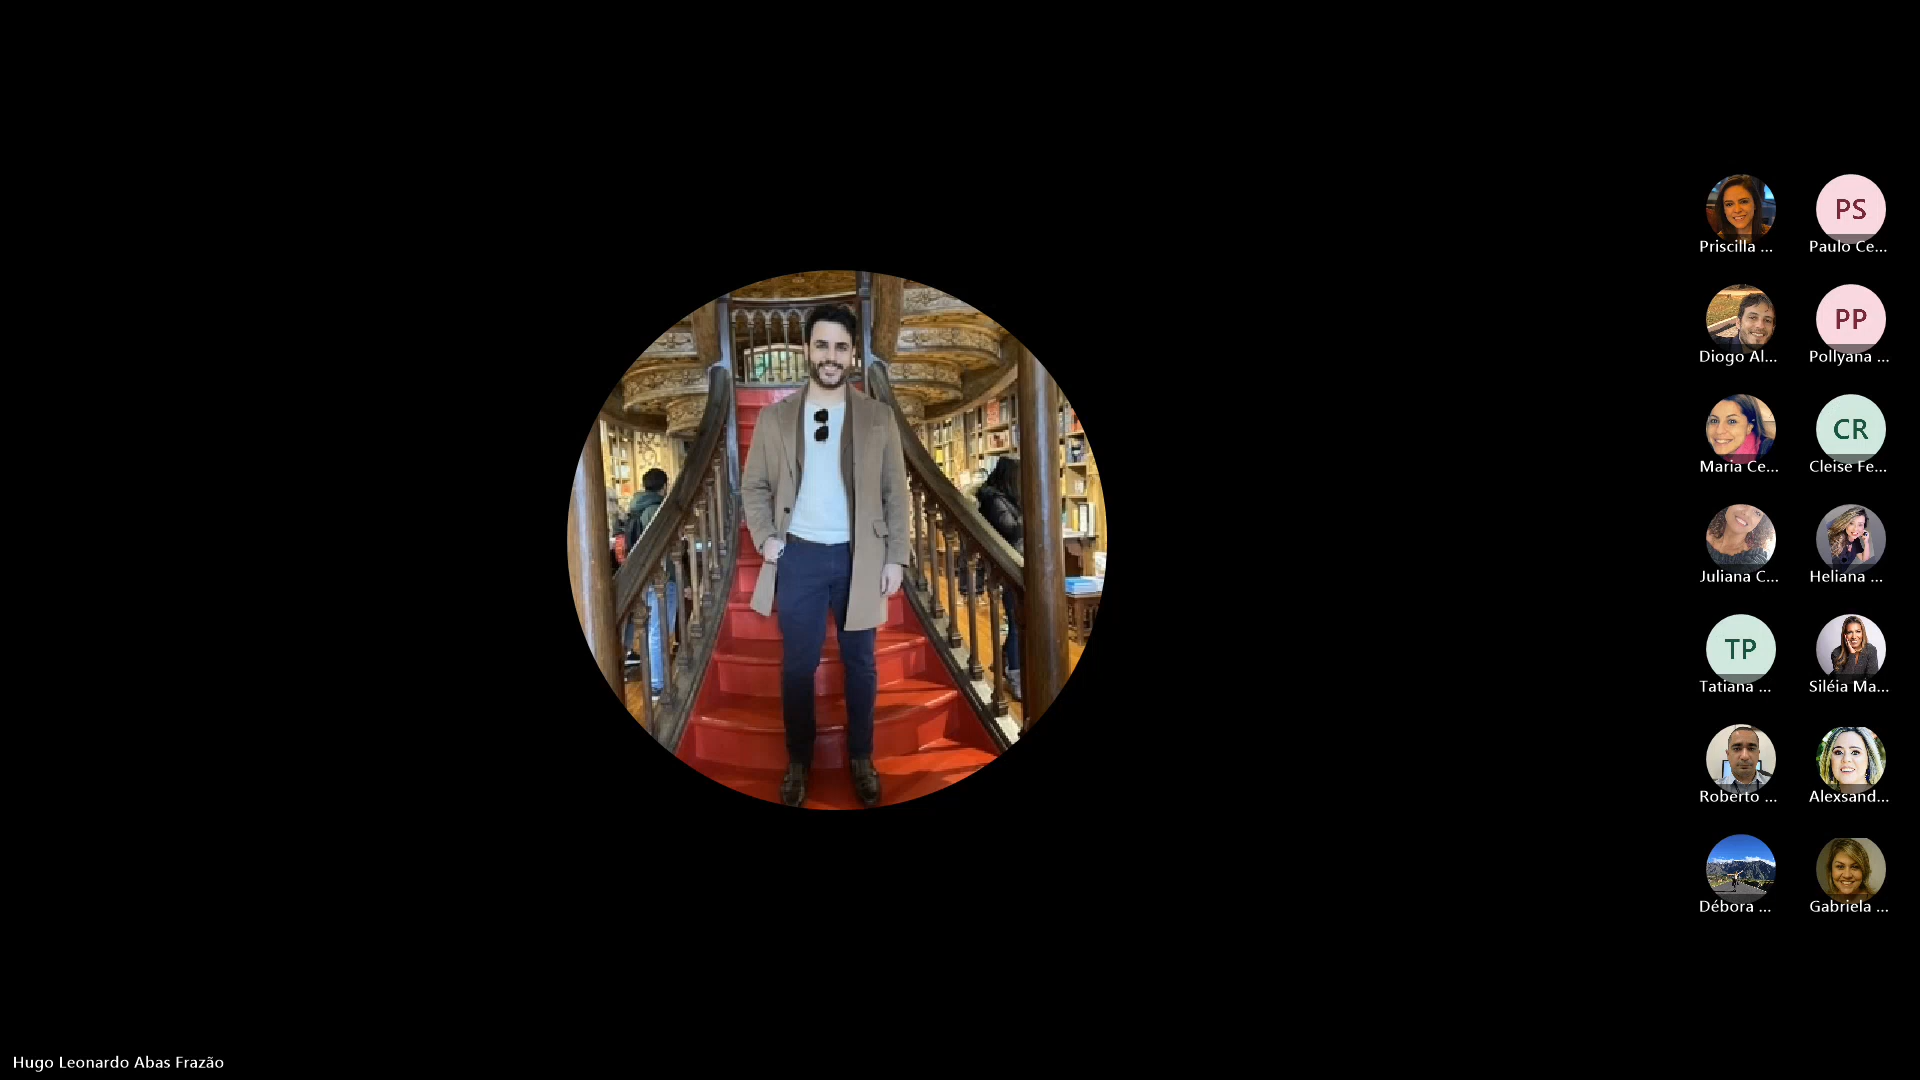 PS
Priscilla ...
Paulo Ce...
PP
Diogo Al...
Pollyana ...
CR
Maria Ce...
Cleise Fe...
Juliana C...
Heliana ...
TP
Tatiana ...
Siléia Ma...
Roberto ...
Alexsand...
Débora ...
Gabriela ...
Hugo Leonardo Abas Frazão